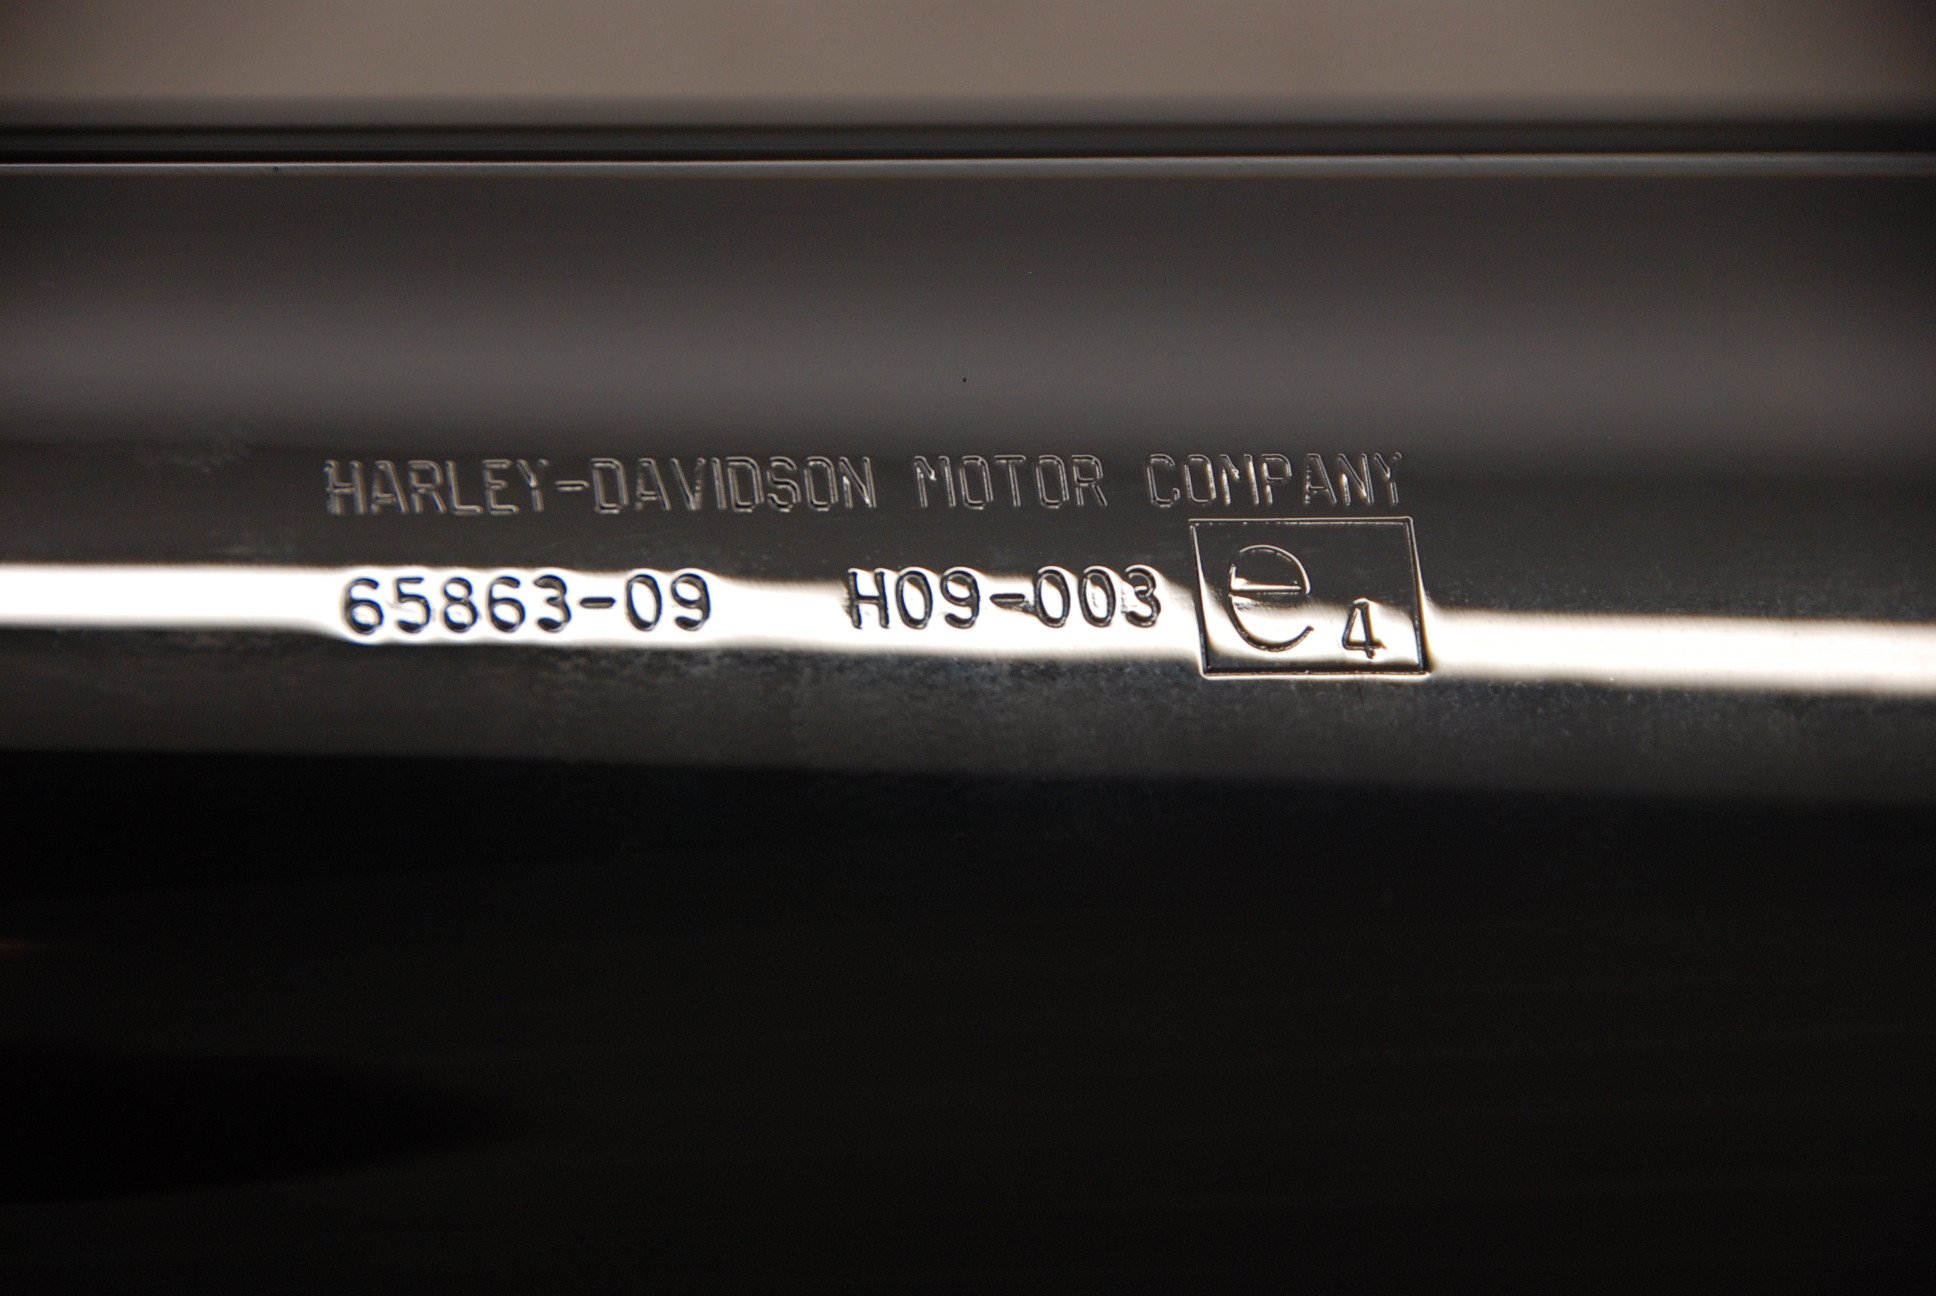 HARLEY-DAVIDSON MOTOR COMPANY
65863-09 H09-003 e4